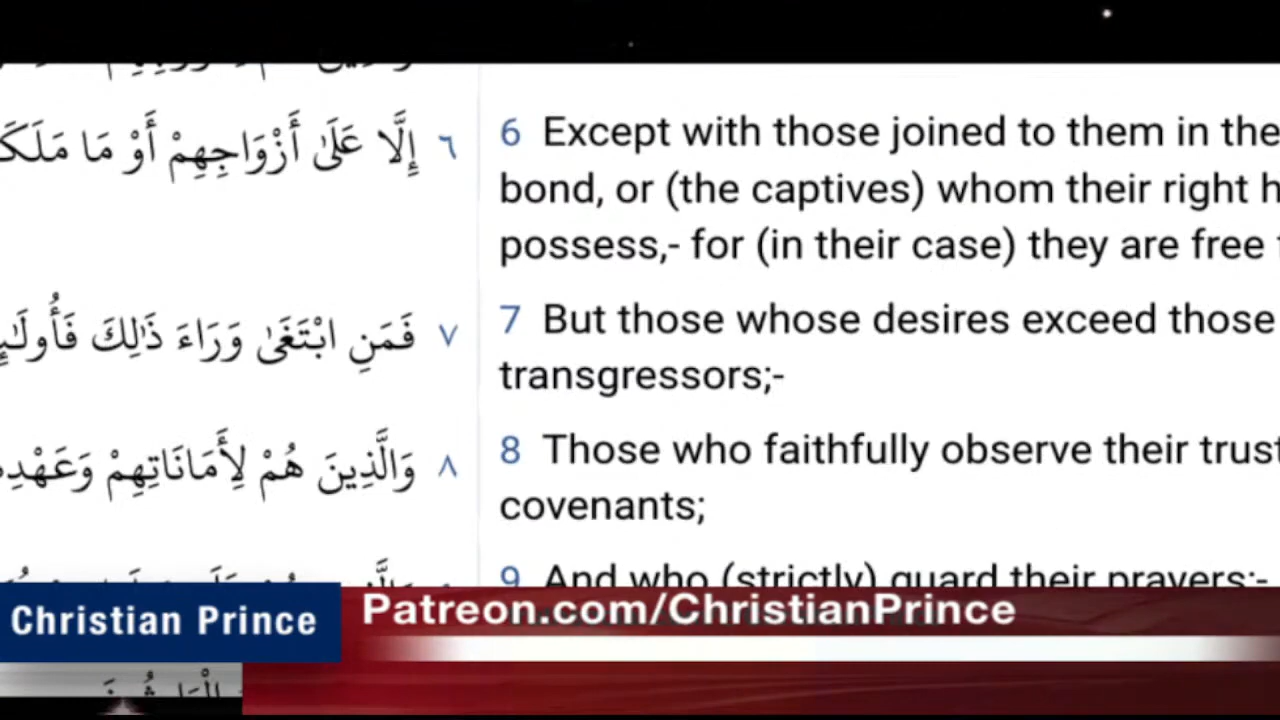 إِلَّا عَلَىٰ أَزْوَاجِهِمْ أَوْ مَا ٦
6 Except with those joined to them in the
bond, or (the captives) whom their right
possess,- for (in their case) they are free
فَمَنِ ابْتَغَىٰ وَرَاءَ ذَٰلِكَ ٧
7 But those whose desires exceed those
transgressors;-
وَالَّذِينَ هُمْ لِأَمَانَاتِهِمْ ٨
8 Those who faithfully observe their
covenants;
9 And who (strictly) guard their prayers;-
Christian Prince
Patreon.com/ChristianPrince